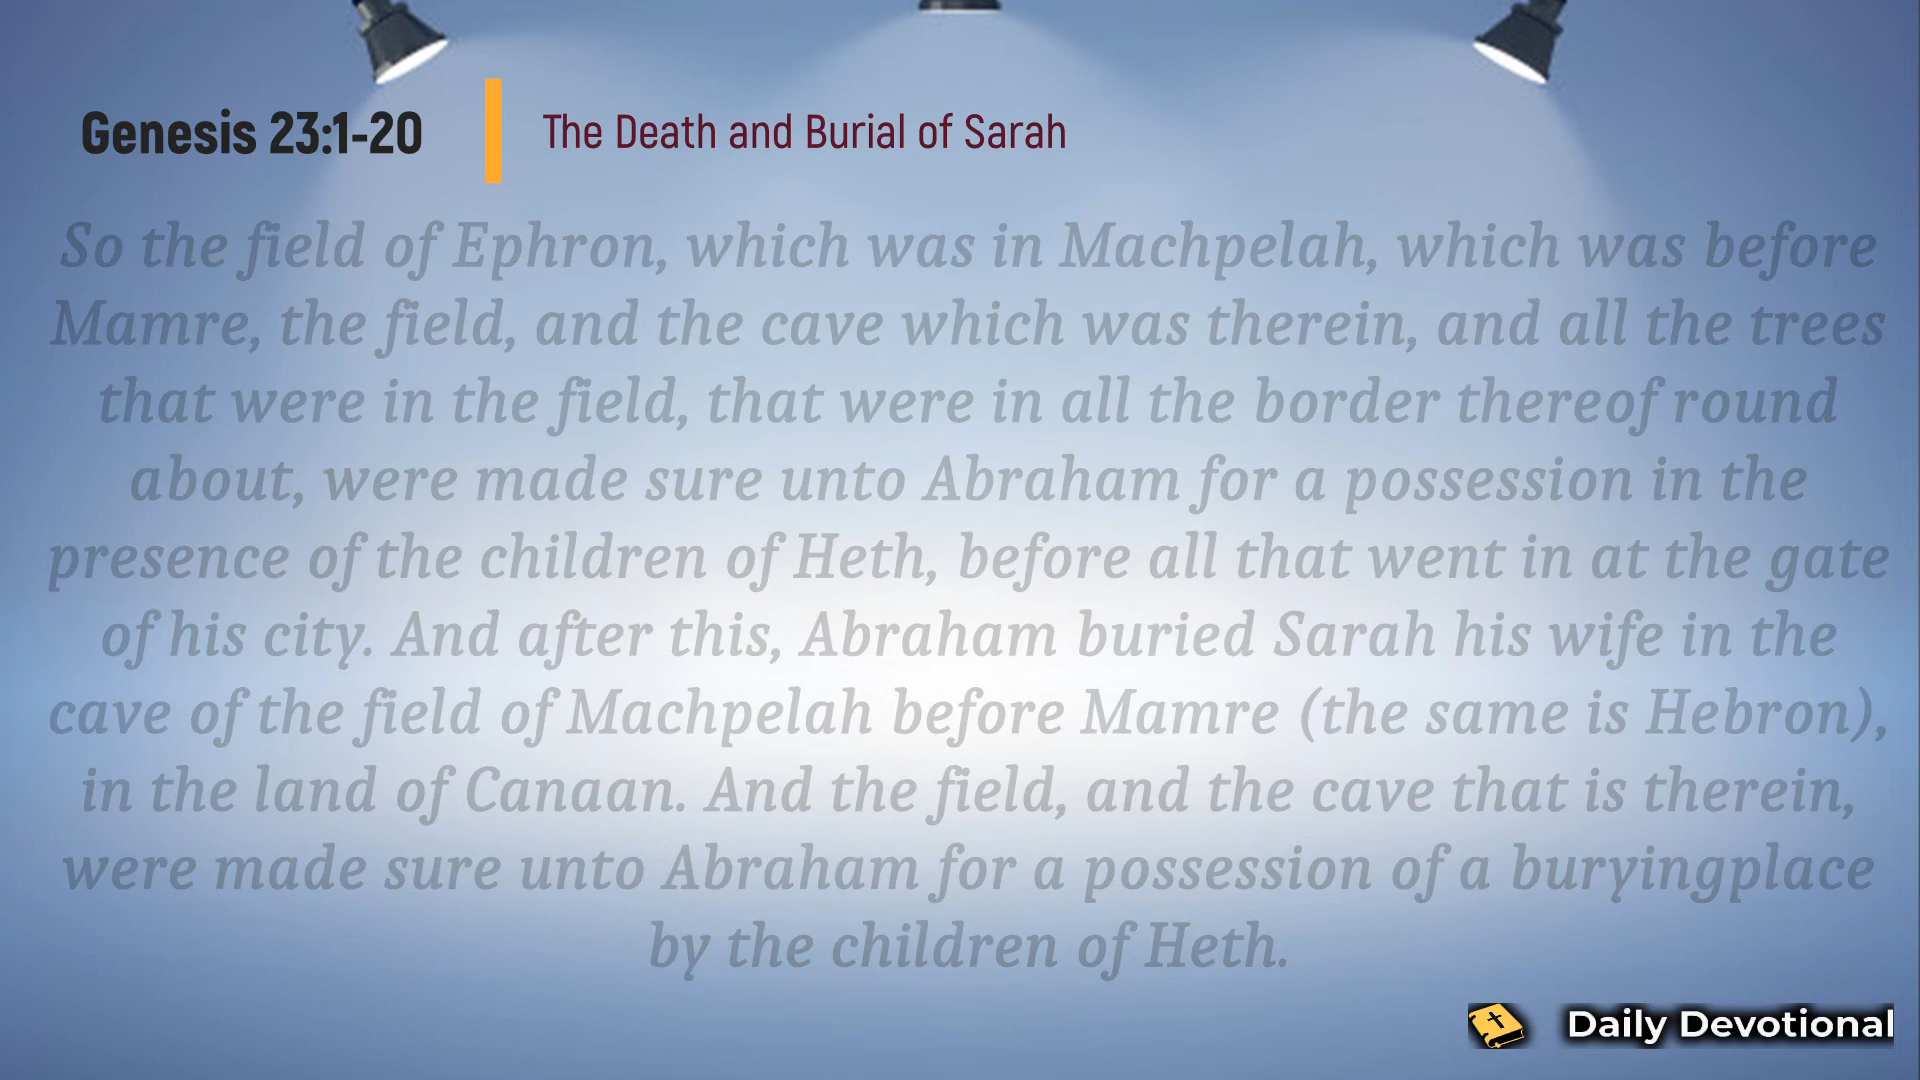 Genesis 23:1-20
The Death and Burial of Sarah
So the field of Ephron, which was in Machpelah, which was before
Mamre, the field, and the cave which was therein, and all the trees
that were in the field, that were in all the border thereof round
about, were made sure unto Abraham for a possession in the
presence of the children of Heth, before all that went in at the gate
of his city. And after this, Abraham buried Sarah his wife in the
cave of the field of Machpelah before Mamre (the same is Hebron),
in the land of Canaan. And the field, and the cave that is therein,
were made sure unto Abraham for a possession of a buryingplace
by the children of Heth.
Daily Devotional